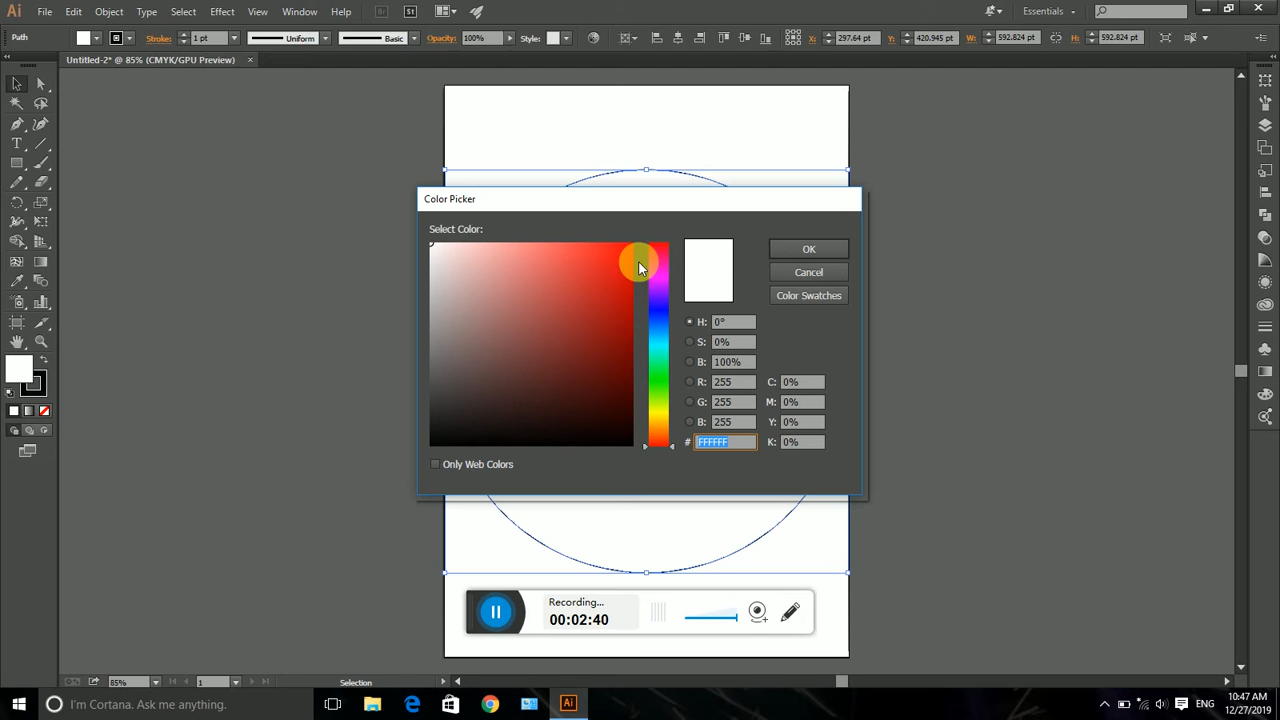 Ai File Edit Object Type Select Effect View Window Help Br St Essentials
Path Stroke: 1 pt Uniform Basic Opacity: 100% Style: X: 297.64 pt Y: 420.945 pt W: 592.824 pt H: 592.824 pt
Untitled-2* @ 85% (CMYK/GPU Preview) ×
Color Picker
Select Color:
OK
Cancel
Color Swatches
H: 0°
S: 0%
B: 100%
R: 255 C: 0%
G: 255 M: 0%
B: 255 Y: 0%
# FFFFFF K: 0%
Only Web Colors
Recording...
00:02:40
85% 1 Selection
I'm Cortana. Ask me anything. Ai 10:47 AM
12/27/2019